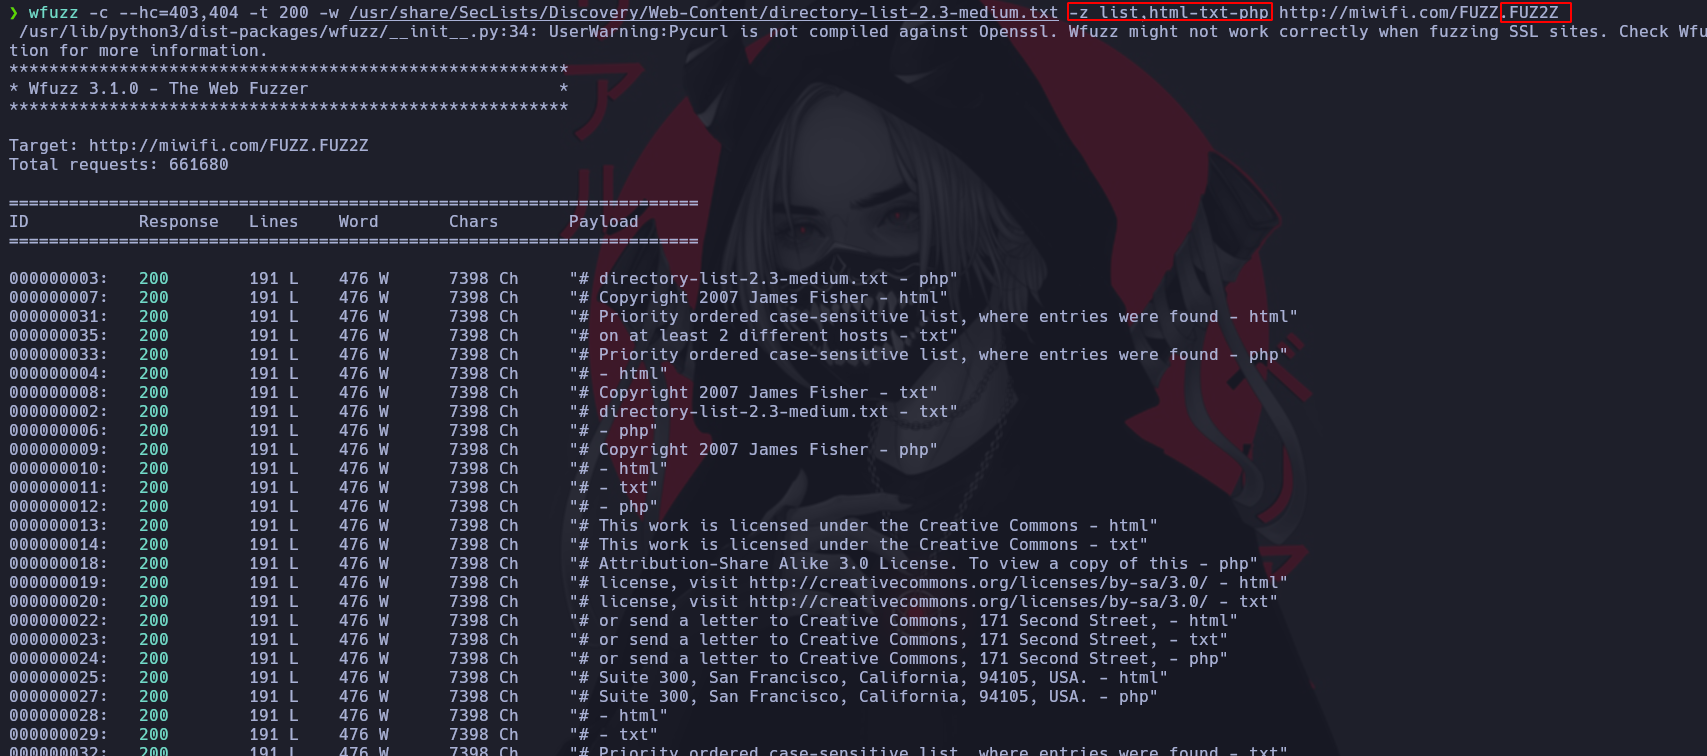 ❯ wfuzz -c --hc=403,404 -t 200 -w /usr/share/SecLists/Discovery/Web-Content/directory-list-2.3-medium.txt -z list,html-txt-php http://miwifi.com/FUZZ.FUZ2Z
/usr/lib/python3/dist-packages/wfuzz/__init__.py:34: UserWarning:Pycurl is not compiled against Openssl. Wfuzz might not work correctly when fuzzing SSL sites. Check Wfu
tion for more information.
********************************************************
* Wfuzz 3.1.0 - The Web Fuzzer                         *
********************************************************
Target: http://miwifi.com/FUZZ.FUZ2Z
Total requests: 661680
=====================================================================
ID           Response   Lines    Word       Chars       Payload
=====================================================================
000000003:   200        191 L    476 W      7398 Ch     "# directory-list-2.3-medium.txt - php"
000000007:   200        191 L    476 W      7398 Ch     "# Copyright 2007 James Fisher - html"
000000031:   200        191 L    476 W      7398 Ch     "# Priority ordered case-sensitive list, where entries were found - html"
000000035:   200        191 L    476 W      7398 Ch     "# on at least 2 different hosts - txt"
000000033:   200        191 L    476 W      7398 Ch     "# Priority ordered case-sensitive list, where entries were found - php"
000000004:   200        191 L    476 W      7398 Ch     "# - html"
000000008:   200        191 L    476 W      7398 Ch     "# Copyright 2007 James Fisher - txt"
000000002:   200        191 L    476 W      7398 Ch     "# directory-list-2.3-medium.txt - txt"
000000006:   200        191 L    476 W      7398 Ch     "# - php"
000000009:   200        191 L    476 W      7398 Ch     "# Copyright 2007 James Fisher - php"
000000010:   200        191 L    476 W      7398 Ch     "# - html"
000000011:   200        191 L    476 W      7398 Ch     "# - txt"
000000012:   200        191 L    476 W      7398 Ch     "# - php"
000000013:   200        191 L    476 W      7398 Ch     "# This work is licensed under the Creative Commons - html"
000000014:   200        191 L    476 W      7398 Ch     "# This work is licensed under the Creative Commons - txt"
000000018:   200        191 L    476 W      7398 Ch     "# Attribution-Share Alike 3.0 License. To view a copy of this - php"
000000019:   200        191 L    476 W      7398 Ch     "# license, visit http://creativecommons.org/licenses/by-sa/3.0/ - html"
000000020:   200        191 L    476 W      7398 Ch     "# license, visit http://creativecommons.org/licenses/by-sa/3.0/ - txt"
000000022:   200        191 L    476 W      7398 Ch     "# or send a letter to Creative Commons, 171 Second Street, - html"
000000023:   200        191 L    476 W      7398 Ch     "# or send a letter to Creative Commons, 171 Second Street, - txt"
000000024:   200        191 L    476 W      7398 Ch     "# or send a letter to Creative Commons, 171 Second Street, - php"
000000025:   200        191 L    476 W      7398 Ch     "# Suite 300, San Francisco, California, 94105, USA. - html"
000000027:   200        191 L    476 W      7398 Ch     "# Suite 300, San Francisco, California, 94105, USA. - php"
000000028:   200        191 L    476 W      7398 Ch     "# - html"
000000029:   200        191 L    476 W      7398 Ch     "# - txt"
000000032:   200        191 L    476 W      7398 Ch     "# Priority ordered case-sensitive list, where entries were found - txt"